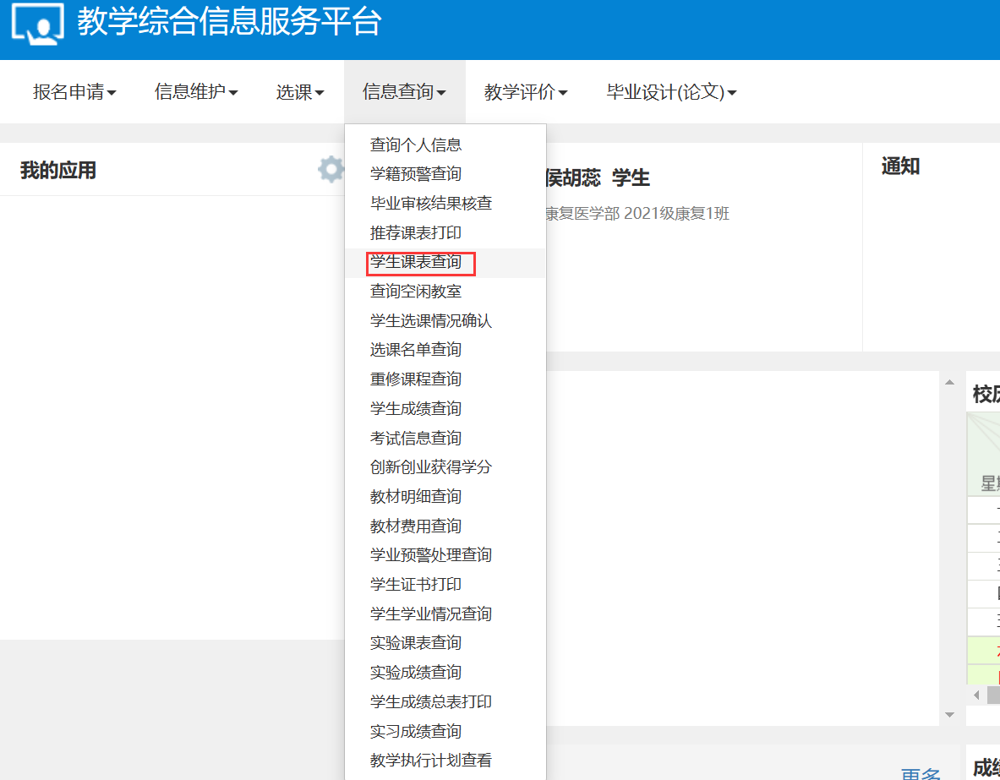 教学综合信息服务平台
报名申请 信息维护 选课 信息查询 教学评价 毕业设计(论文)
查询个人信息
学籍预警查询
毕业审核结果核查
推荐课表打印
学生课表查询
查询空闲教室
学生选课情况确认
选课名单查询
重修课程查询
学生成绩查询
考试信息查询
创新创业获得学分
教材明细查询
教材费用查询
学业预警处理查询
学生证书打印
学生学业情况查询
实验课表查询
实验成绩查询
学生成绩总表打印
实习成绩查询
教学执行计划查看
我的应用
侯胡蕊 学生
康复医学部 2021级康复1班
通知
校历
星期
更多
成绩